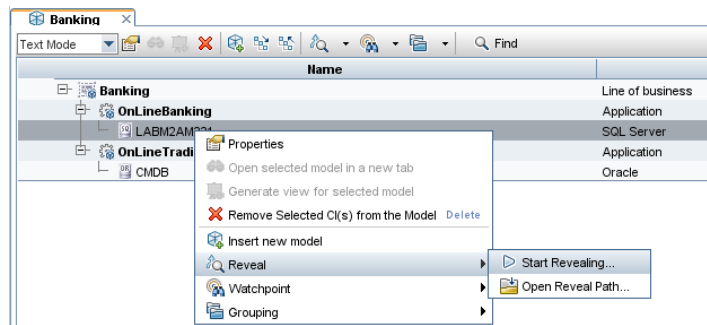 Banking
Text Mode
Find
Name
Banking Line of business
OnLineBanking Application
SQL Server
Properties
Application
Open selected model in a new tab
CMDB
Oracle
Generate view for selected model
Remove Selected CI(s) from the Model Delete
Insert new model
Reveal
Start Revealing...
Watchpoint
Open Reveal Path...
Grouping